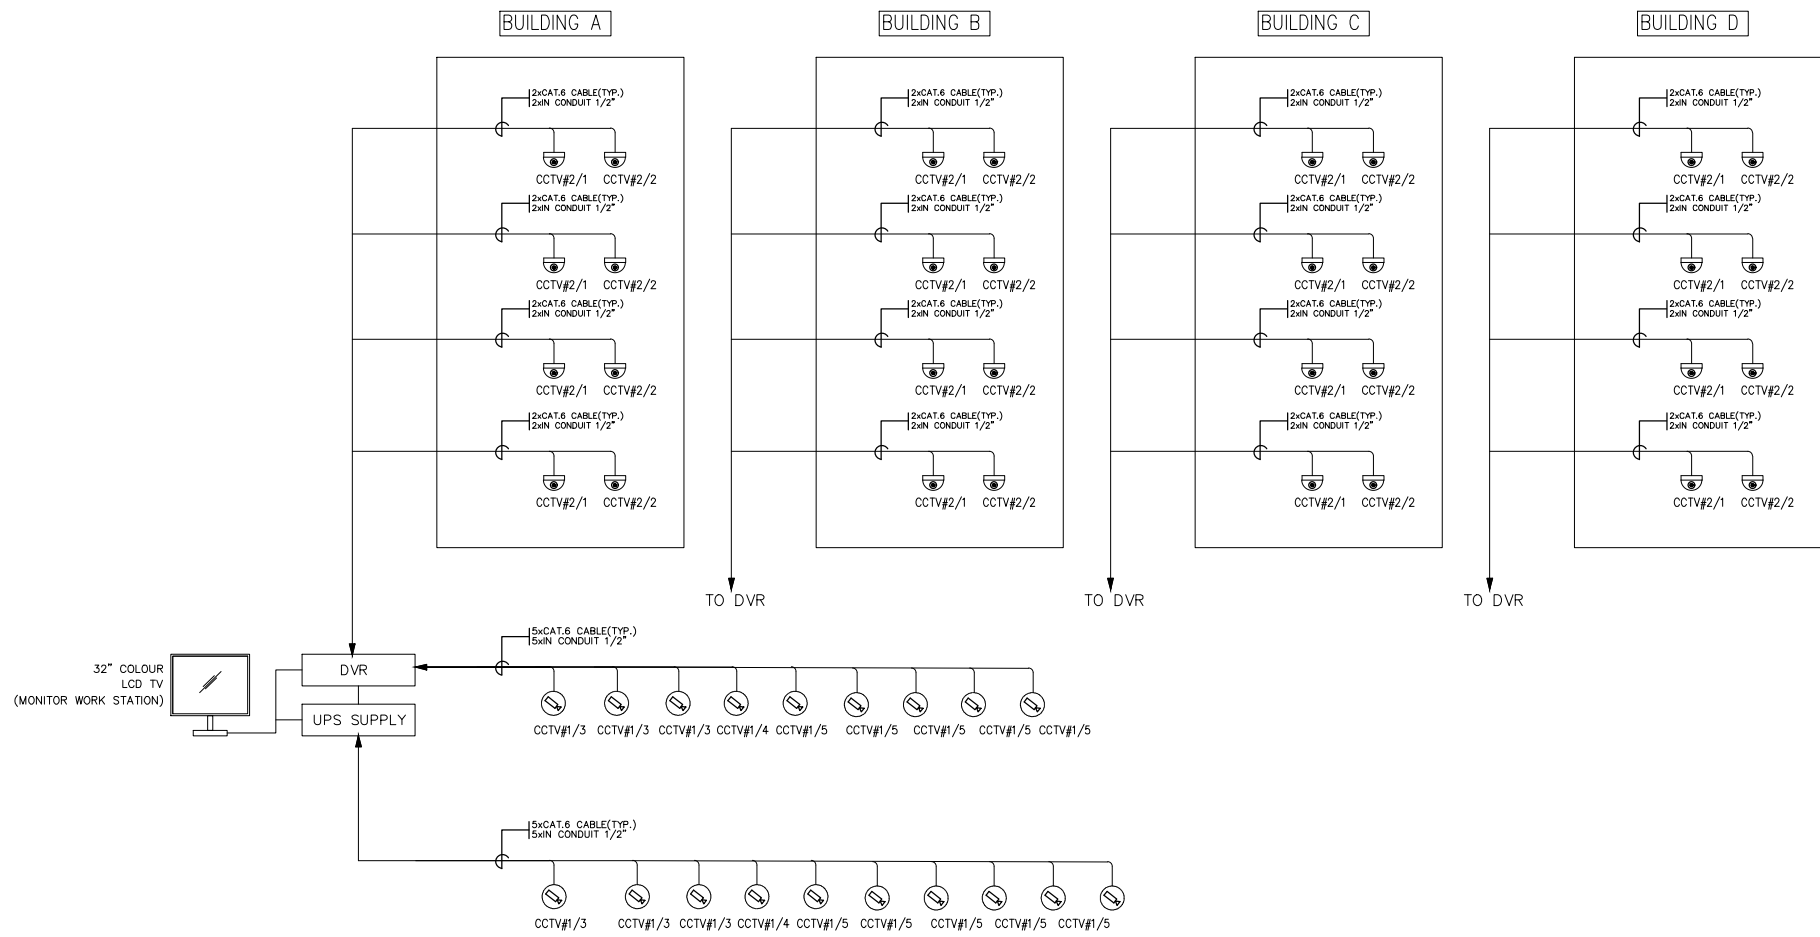 BUILDING A
BUILDING B
BUILDING C
BUILDING D
2xCAT.6 CABLE(TYP.)
2xIN CONDUIT 1/2"
2xCAT.6 CABLE(TYP.)
2xIN CONDUIT 1/2"
2xCAT.6 CABLE(TYP.)
2xIN CONDUIT 1/2"
2xCAT.6 CABLE(TYP.)
2xIN CONDUIT 1/2"
CCTV#2/1 CCTV#2/2
CCTV#2/1 CCTV#2/2
CCTV#2/1 CCTV#2/2
CCTV#2/1 CCTV#2/2
2xCAT.6 CABLE(TYP.)
2xIN CONDUIT 1/2"
2xCAT.6 CABLE(TYP.)
2xIN CONDUIT 1/2"
2xCAT.6 CABLE(TYP.)
2xIN CONDUIT 1/2"
2xCAT.6 CABLE(TYP.)
2xIN CONDUIT 1/2"
CCTV#2/1 CCTV#2/2
CCTV#2/1 CCTV#2/2
CCTV#2/1 CCTV#2/2
CCTV#2/1 CCTV#2/2
2xCAT.6 CABLE(TYP.)
2xIN CONDUIT 1/2"
2xCAT.6 CABLE(TYP.)
2xIN CONDUIT 1/2"
2xCAT.6 CABLE(TYP.)
2xIN CONDUIT 1/2"
2xCAT.6 CABLE(TYP.)
2xIN CONDUIT 1/2"
CCTV#2/1 CCTV#2/2
CCTV#2/1 CCTV#2/2
CCTV#2/1 CCTV#2/2
CCTV#2/1 CCTV#2/2
2xCAT.6 CABLE(TYP.)
2xIN CONDUIT 1/2"
2xCAT.6 CABLE(TYP.)
2xIN CONDUIT 1/2"
2xCAT.6 CABLE(TYP.)
2xIN CONDUIT 1/2"
2xCAT.6 CABLE(TYP.)
2xIN CONDUIT 1/2"
CCTV#2/1 CCTV#2/2
CCTV#2/1 CCTV#2/2
CCTV#2/1 CCTV#2/2
CCTV#2/1 CCTV#2/2
TO DVR
TO DVR
TO DVR
5xCAT.6 CABLE(TYP.)
5xIN CONDUIT 1/2"
32" COLOUR
LCD TV
(MONITOR WORK STATION)
DVR
UPS SUPPLY
CCTV#1/3 CCTV#1/3 CCTV#1/3 CCTV#1/4 CCTV#1/5 CCTV#1/5 CCTV#1/5 CCTV#1/5 CCTV#1/5
5xCAT.6 CABLE(TYP.)
5xIN CONDUIT 1/2"
CCTV#1/3 CCTV#1/3 CCTV#1/3 CCTV#1/4 CCTV#1/5 CCTV#1/5 CCTV#1/5 CCTV#1/5 CCTV#1/5